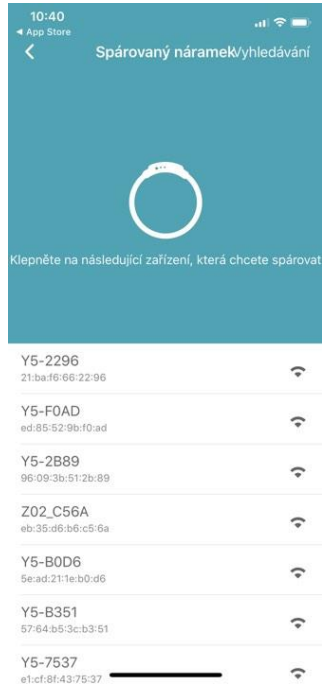 10:40
◀ App Store
Spárovaný náramek Vyhledávání
Klepněte na následující zařízení, která chcete spárovat
Y5-2296
21:ba:f6:66:22:96
Y5-F0AD
ed:85:52:9b:f0:ad
Y5-2B89
96:09:3b:51:2b:89
Z02_C56A
eb:35:d6:b6:c5:6a
Y5-B0D6
5e:ad:21:1e:b0:d6
Y5-B351
57:64:b5:3c:b3:51
Y5-7537
e1:cf:8f:43:75:37